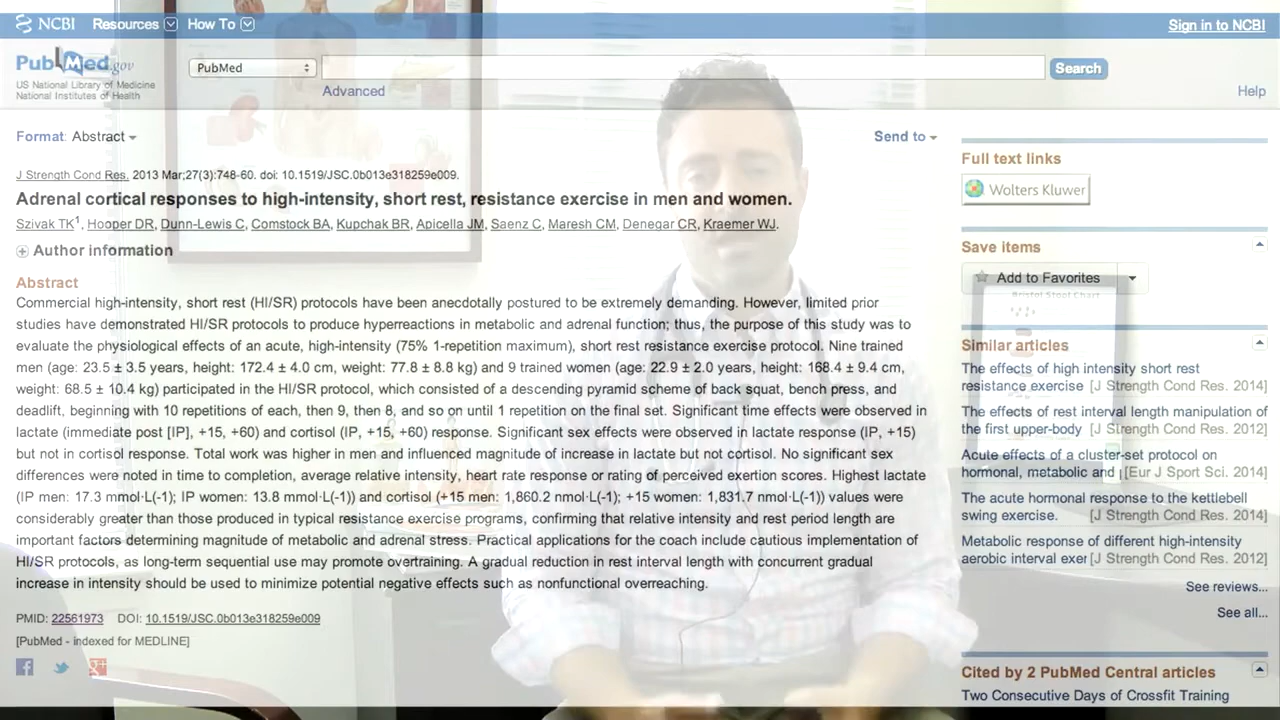 NCBI Resources How To Sign in to NCBI
PubMed.gov
US National Library of Medicine
National Institutes of Health
PubMed
Search
Advanced
Help
Format: Abstract
Send to
J Strength Cond Res. 2013 Mar;27(3):748-60. doi: 10.1519/JSC.0b013e318259e009.
Adrenal cortical responses to high-intensity, short rest, resistance exercise in men and women.
Szivak TK1, Hooper DR, Dunn-Lewis C, Comstock BA, Kupchak BR, Apicella JM, Saenz C, Maresh CM, Denegar CR, Kraemer WJ.
Author information
Abstract
Commercial high-intensity, short rest (HI/SR) protocols have been anecdotally postured to be extremely demanding. However, limited prior
studies have demonstrated HI/SR protocols to produce hyperreactions in metabolic and adrenal function; thus, the purpose of this study was to
evaluate the physiological effects of an acute, high-intensity (75% 1-repetition maximum), short rest resistance exercise protocol. Nine trained
men (age: 23.5 ± 3.5 years, height: 172.4 ± 4.0 cm, weight: 77.8 ± 8.8 kg) and 9 trained women (age: 22.9 ± 2.0 years, height: 168.4 ± 9.4 cm,
weight: 68.5 ± 10.4 kg) participated in the HI/SR protocol, which consisted of a descending pyramid scheme of back squat, bench press, and
deadlift, beginning with 10 repetitions of each, then 9, then 8, and so on until 1 repetition on the final set. Significant time effects were observed in
lactate (immediate post [IP], +15, +60) and cortisol (IP, +15, +60) response. Significant sex effects were observed in lactate response (IP, +15)
but not in cortisol response. Total work was higher in men and influenced magnitude of increase in lactate but not cortisol. No significant sex
differences were noted in time to completion, average relative intensity, heart rate response or rating of perceived exertion scores. Highest lactate
(IP men: 17.3 mmol·L(-1); IP women: 13.8 mmol·L(-1)) and cortisol (+15 men: 1,860.2 nmol·L(-1); +15 women: 1,831.7 nmol·L(-1)) values were
considerably greater than those produced in typical resistance exercise programs, confirming that relative intensity and rest period length are
important factors determining magnitude of metabolic and adrenal stress. Practical applications for the coach include cautious implementation of
HI/SR protocols, as long-term sequential use may promote overtraining. A gradual reduction in rest interval length with concurrent gradual
increase in intensity should be used to minimize potential negative effects such as nonfunctional overreaching.
PMID: 22561973 DOI: 10.1519/JSC.0b013e318259e009
[PubMed - indexed for MEDLINE]
Full text links
Wolters Kluwer
Save items
Add to Favorites
Bristol Stool Chart
Similar articles
The effects of high intensity short rest
resistance exercise [J Strength Cond Res. 2014]
The effects of rest interval length manipulation of
the first upper-body [J Strength Cond Res. 2012]
Acute effects of a cluster-set protocol on
hormonal, metabolic and [Eur J Sport Sci. 2014]
The acute hormonal response to the kettlebell
swing exercise. [J Strength Cond Res. 2014]
Metabolic response of different high-intensity
aerobic interval exer [J Strength Cond Res. 2012]
See reviews...
See all...
Cited by 2 PubMed Central articles
Two Consecutive Days of Crossfit Training